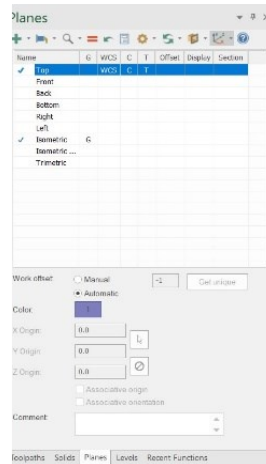 Planes
Name G WCS C T Offset Display Section
Top WCS C T
Front
Back
Bottom
Right
Left
Isometric G
Isometric ...
Trimetric
Work offset: Manual -1 Get unique
Automatic
Color: 1
X Origin: 0.0
Y Origin: 0.0
Z Origin: 0.0
Associative origin
Associative orientation
Comment:
Toolpaths Solids Planes Levels Recent Functions